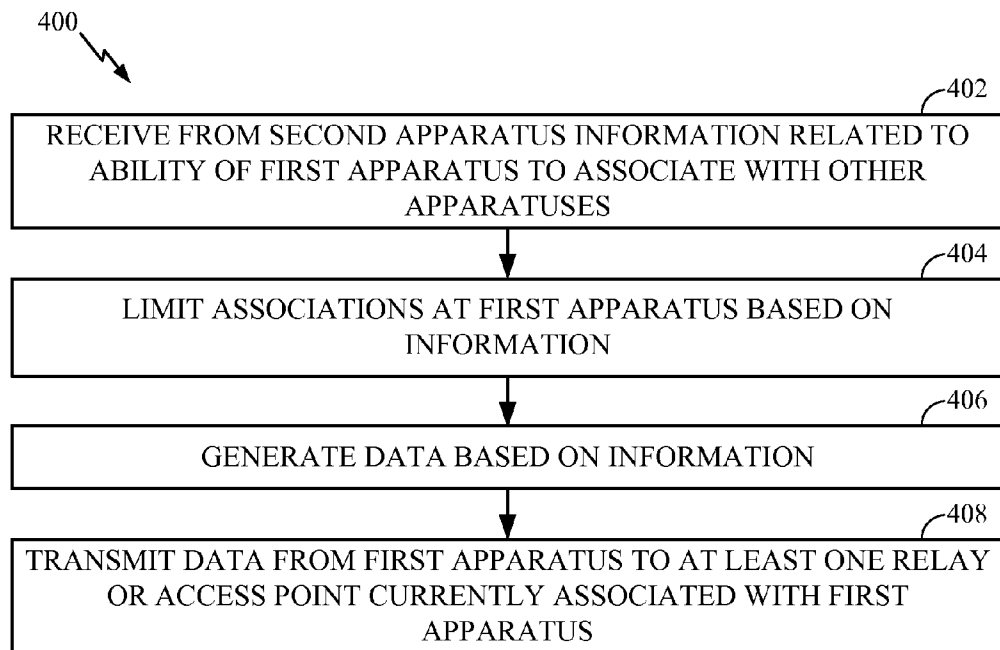 400
402
RECEIVE FROM SECOND APPARATUS INFORMATION RELATED TO
ABILITY OF FIRST APPARATUS TO ASSOCIATE WITH OTHER
APPARATUSES
404
LIMIT ASSOCIATIONS AT FIRST APPARATUS BASED ON
INFORMATION
406
GENERATE DATA BASED ON INFORMATION
408
TRANSMIT DATA FROM FIRST APPARATUS TO AT LEAST ONE RELAY
OR ACCESS POINT CURRENTLY ASSOCIATED WITH FIRST
APPARATUS